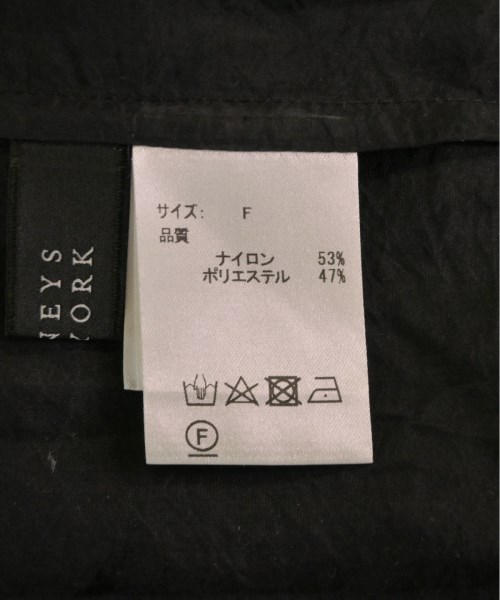 サイズ: F
品質
ナイロン 53%
ポリエステル 47%
F
NEYS
YORK